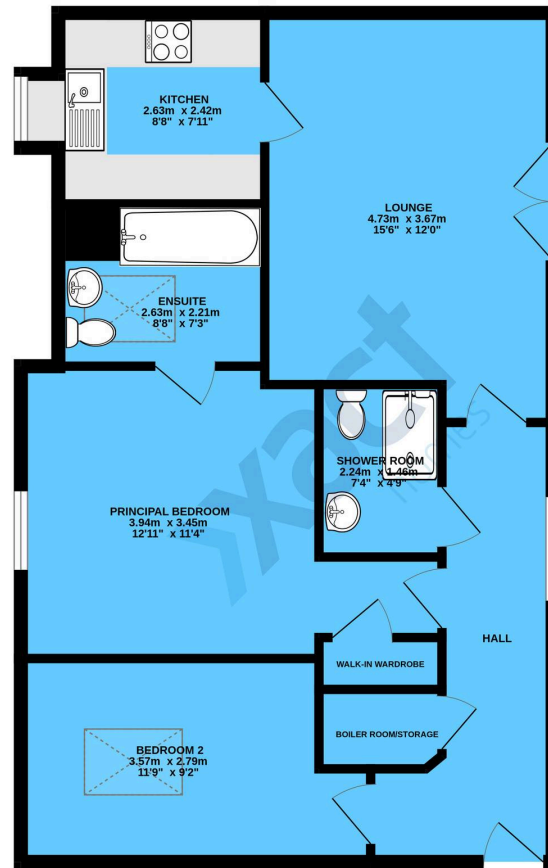 KITCHEN
2.63m x 2.42m
8'8" x 7'11"
LOUNGE
4.73m x 3.67m
15'6" x 12'0"
ENSUITE
2.63m x 2.21m
8'8" x 7'3"
SHOWER ROOM
2.24m x 1.46m
7'4" x 4'9"
PRINCIPAL BEDROOM
3.94m x 3.45m
12'11" x 11'4"
HALL
WALK-IN WARDROBE
BOILER ROOM/STORAGE
BEDROOM 2
3.57m x 2.79m
11'9" x 9'2"
xact
homes